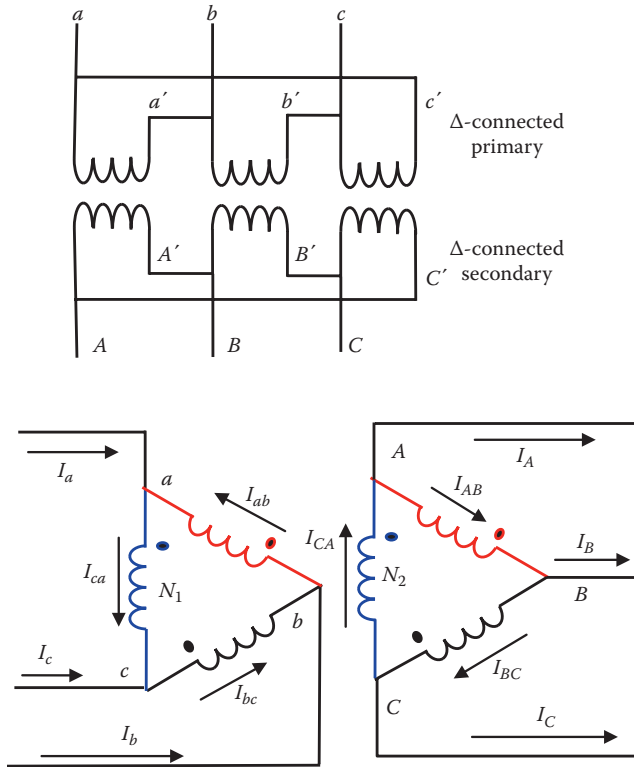 a b c
a′ b′ c′
Δ-connected
primary
A′ B′
Δ-connected
secondary
C′
A B C
I_a
a
I_ab
I_ca
N_1
b
c
I_c
I_bc
I_b
A
I_A
I_AB
I_CA
I_B
N_2
B
I_BC
C
I_C